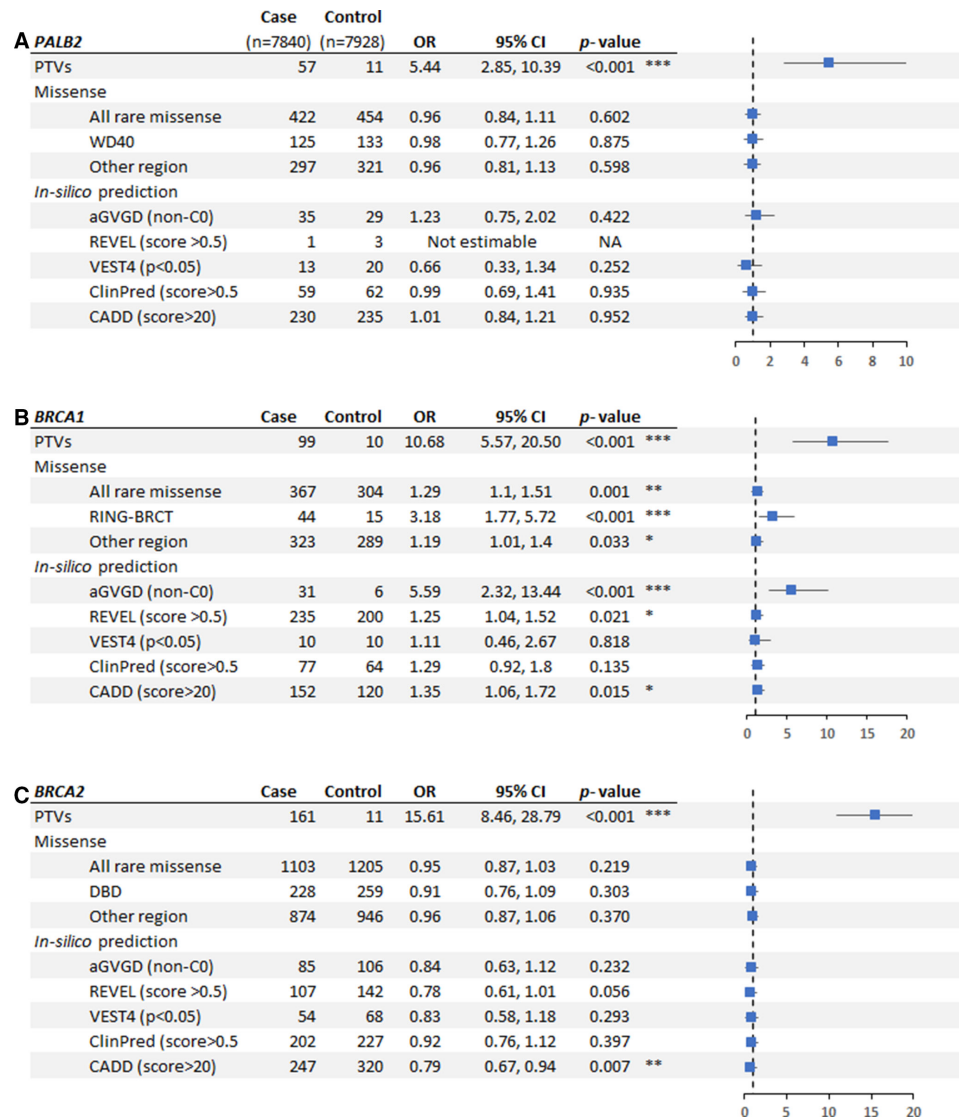 Case Control
A PALB2 (n=7840) (n=7928) OR 95% CI p- value
PTVs 57 11 5.44 2.85, 10.39 <0.001 ***
Missense
All rare missense 422 454 0.96 0.84, 1.11 0.602
WD40 125 133 0.98 0.77, 1.26 0.875
Other region 297 321 0.96 0.81, 1.13 0.598
In-silico prediction
aGVGD (non-C0) 35 29 1.23 0.75, 2.02 0.422
REVEL (score >0.5) 1 3 Not estimable NA
VEST4 (p<0.05) 13 20 0.66 0.33, 1.34 0.252
ClinPred (score>0.5 59 62 0.99 0.69, 1.41 0.935
CADD (score>20) 230 235 1.01 0.84, 1.21 0.952
0 2 4 6 8 10
B BRCA1 Case Control OR 95% CI p- value
PTVs 99 10 10.68 5.57, 20.50 <0.001 ***
Missense
All rare missense 367 304 1.29 1.1, 1.51 0.001 **
RING-BRCT 44 15 3.18 1.77, 5.72 <0.001 ***
Other region 323 289 1.19 1.01, 1.4 0.033 *
In-silico prediction
aGVGD (non-C0) 31 6 5.59 2.32, 13.44 <0.001 ***
REVEL (score >0.5) 235 200 1.25 1.04, 1.52 0.021 *
VEST4 (p<0.05) 10 10 1.11 0.46, 2.67 0.818
ClinPred (score>0.5 77 64 1.29 0.92, 1.8 0.135
CADD (score>20) 152 120 1.35 1.06, 1.72 0.015 *
0 5 10 15 20
C BRCA2 Case Control OR 95% CI p- value
PTVs 161 11 15.61 8.46, 28.79 <0.001 ***
Missense
All rare missense 1103 1205 0.95 0.87, 1.03 0.219
DBD 228 259 0.91 0.76, 1.09 0.303
Other region 874 946 0.96 0.87, 1.06 0.370
In-silico prediction
aGVGD (non-C0) 85 106 0.84 0.63, 1.12 0.232
REVEL (score >0.5) 107 142 0.78 0.61, 1.01 0.056
VEST4 (p<0.05) 54 68 0.83 0.58, 1.18 0.293
ClinPred (score>0.5 202 227 0.92 0.76, 1.12 0.397
CADD (score>20) 247 320 0.79 0.67, 0.94 0.007 **
0 5 10 15 20